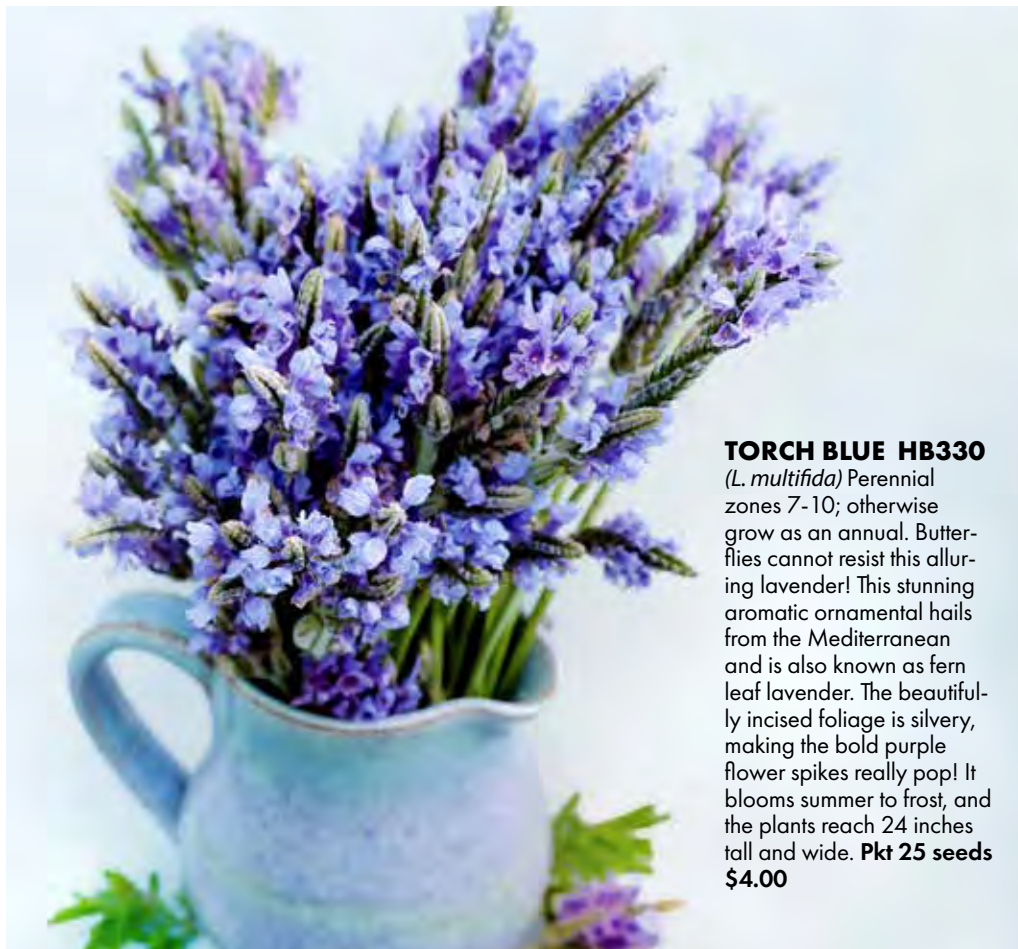 TORCH BLUE HB330
(L. multifida) Perennial
zones 7-10; otherwise
grow as an annual. Butter-
flies cannot resist this allur-
ing lavender! This stunning
aromatic ornamental hails
from the Mediterranean
and is also known as fern
leaf lavender. The beautiful-
ly incised foliage is silvery,
making the bold purple
flower spikes really pop! It
blooms summer to frost, and
the plants reach 24 inches
tall and wide. Pkt 25 seeds
$4.00